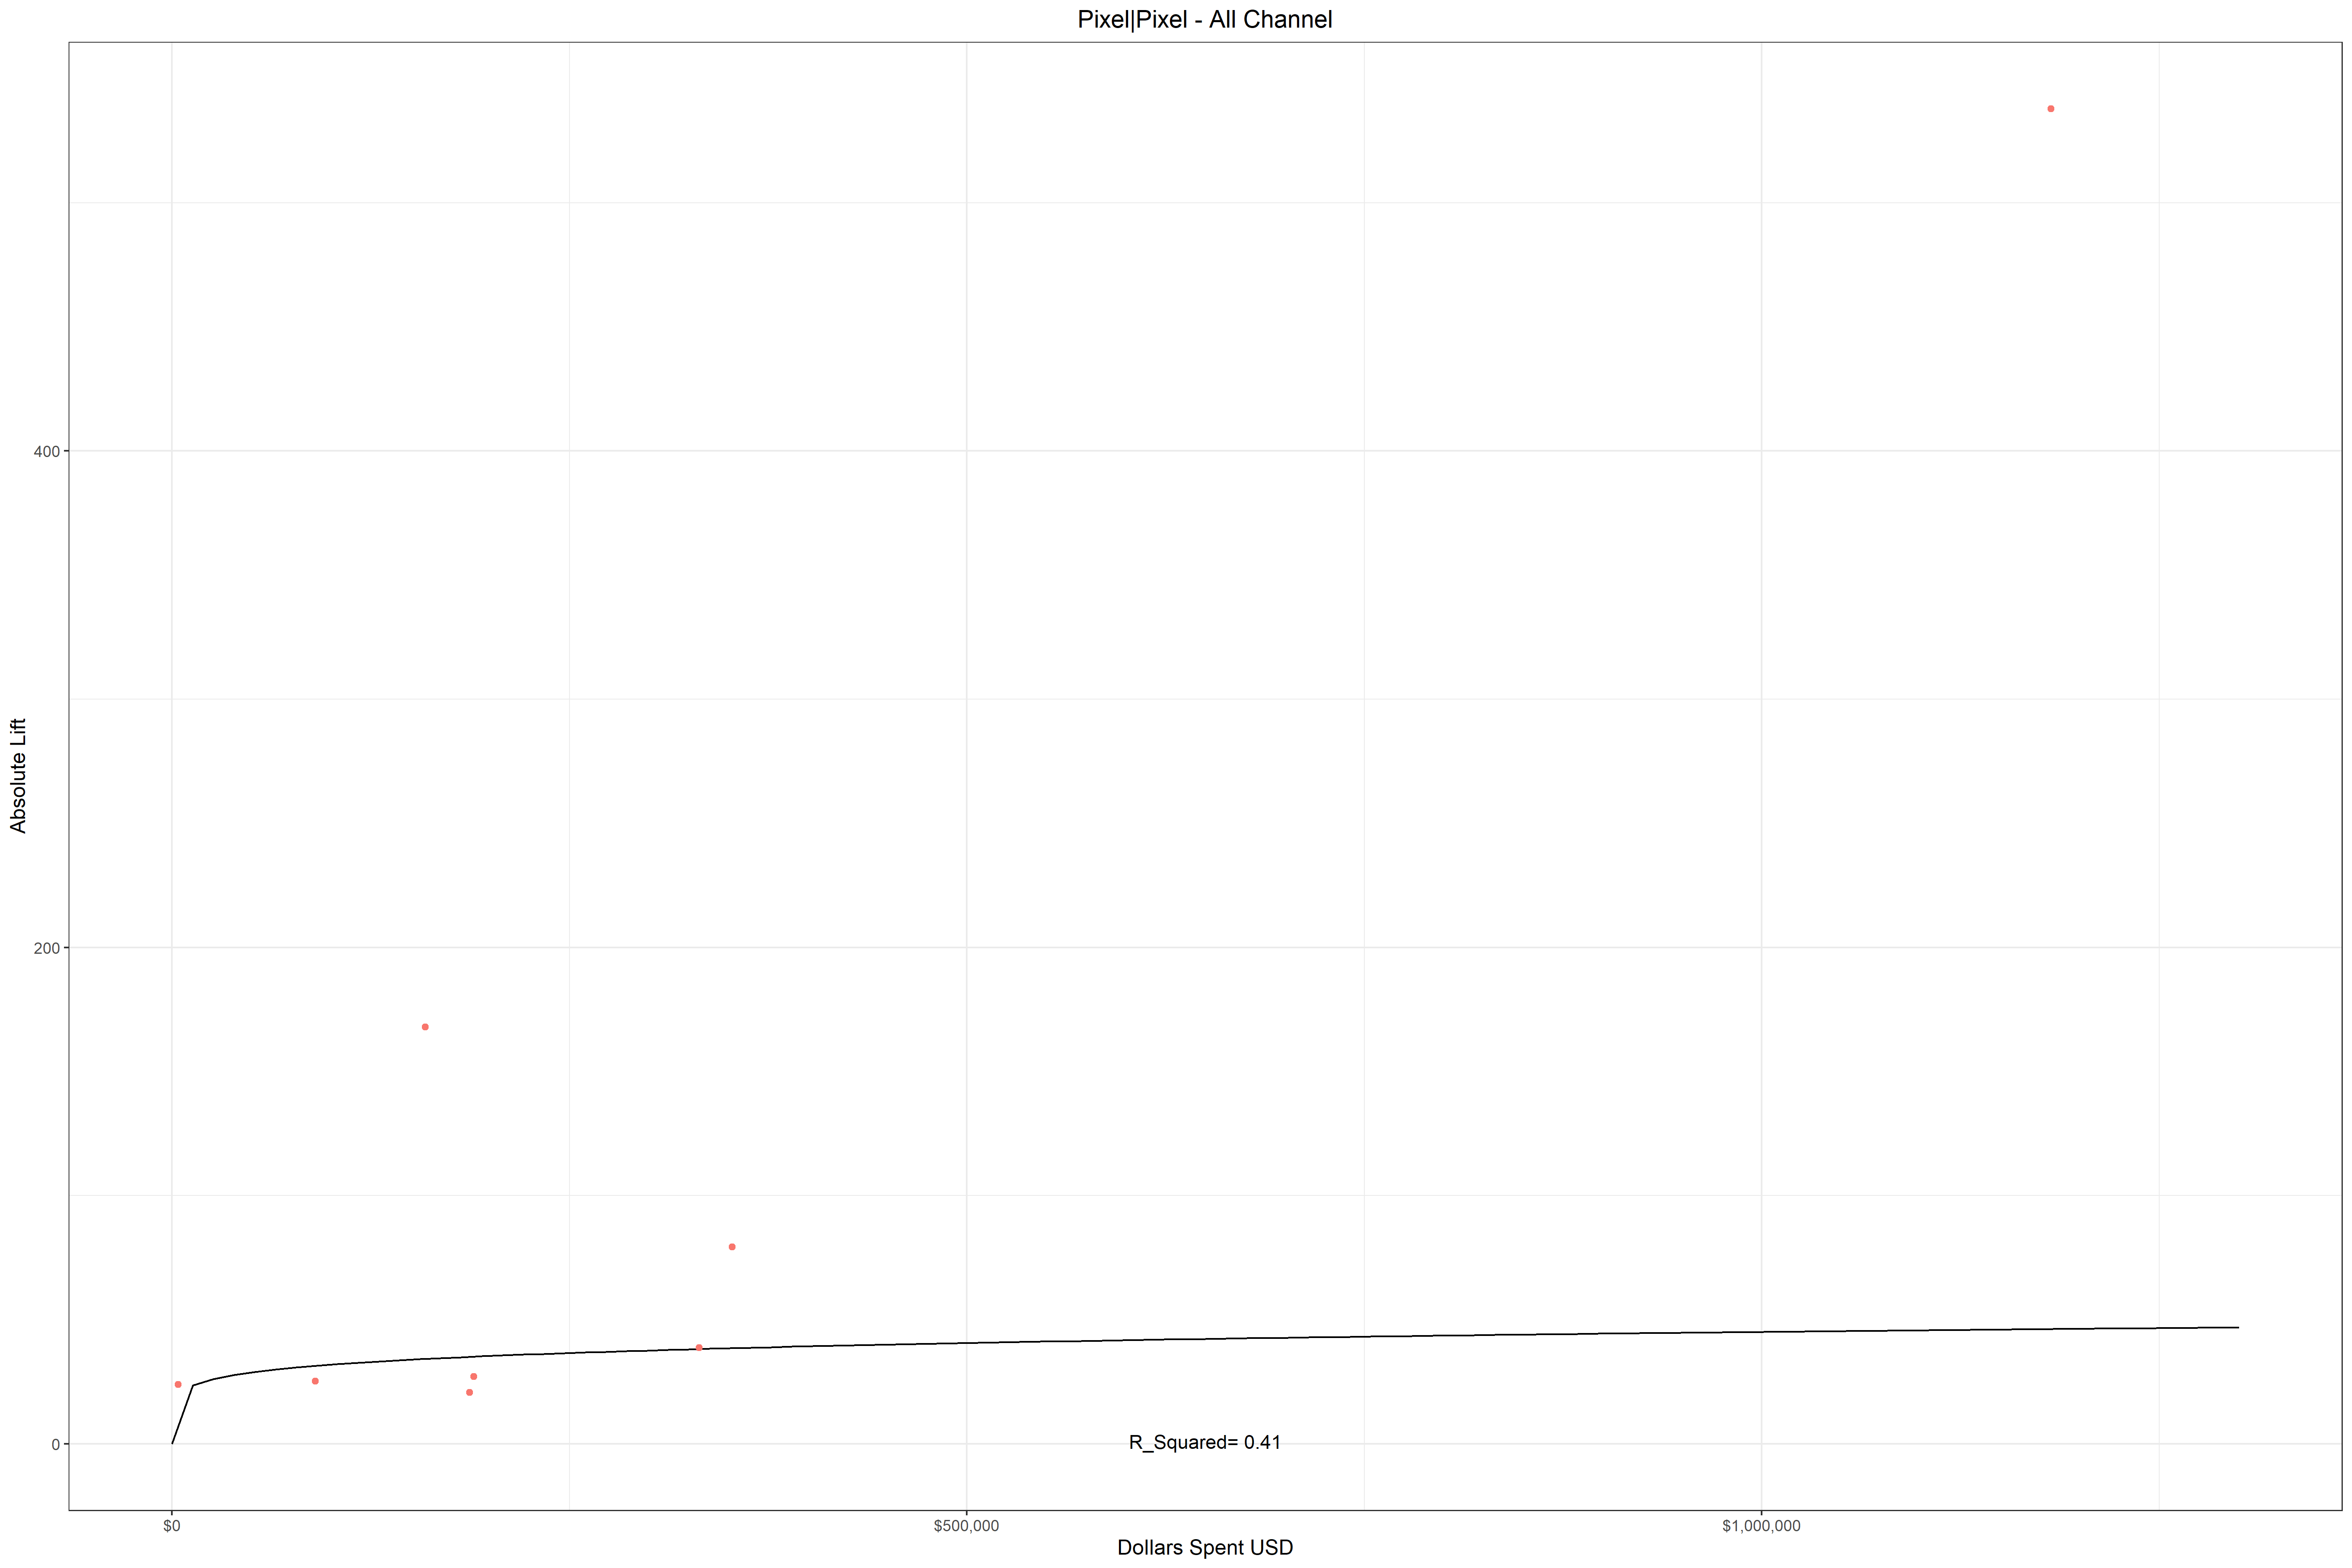 Pixel|Pixel - All Channel
Absolute Lift
400
200
0
R_Squared= 0.41
$0
$500,000
$1,000,000
Dollars Spent USD